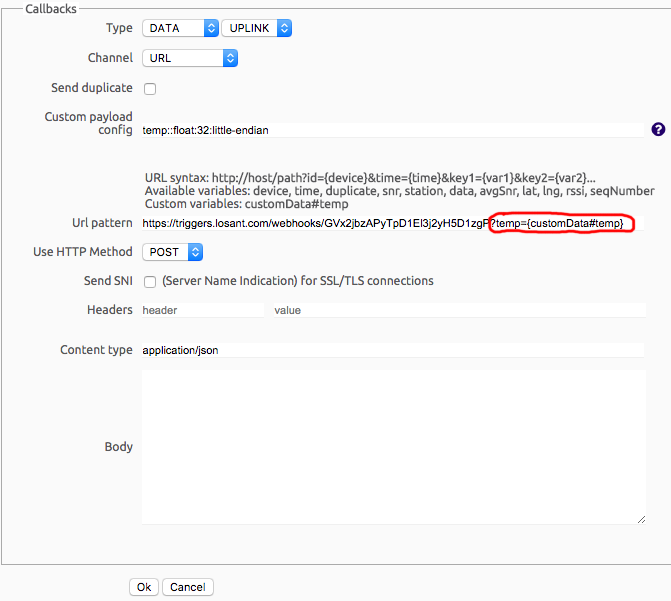 Callbacks
Type DATA UPLINK
Channel URL
Send duplicate
Custom payload
config temp::float:32:little-endian ?
URL syntax: http://host/path?id={device}&time={time}&key1={var1}&key2={var2}...
Available variables: device, time, duplicate, snr, station, data, avgSnr, lat, lng, rssi, seqNumber
Custom variables: customData#temp
Url pattern https://triggers.losant.com/webhooks/GVx2jbzAPyTpD1El3j2yH5D1zgP?temp={customData#temp}
Use HTTP Method POST
Send SNI (Server Name Indication) for SSL/TLS connections
Headers header value
Content type application/json
Body
Ok Cancel